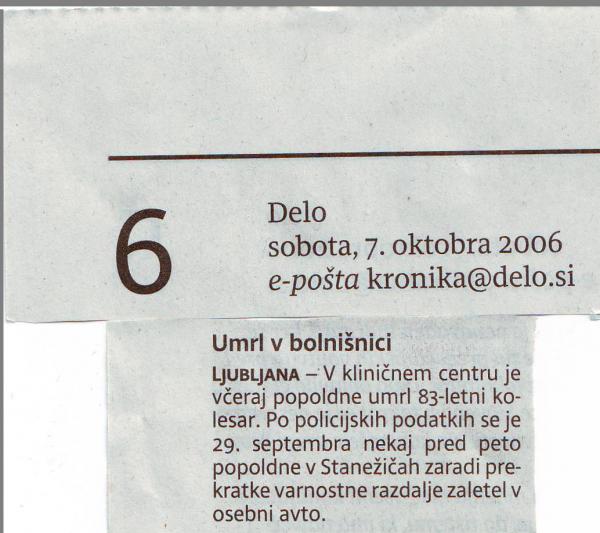 6
Delo
sobota, 7. oktobra 2006
e-pošta kronika@delo.si
Umrl v bolnišnici
LJUBLJANA – V kliničnem centru je
včeraj popoldne umrl 83-letni ko-
lesar. Po policijskih podatkih se je
29. septembra nekaj pred peto
popoldne v Stanežičah zaradi pre-
kratke varnostne razdalje zaletel v
osebni avto.